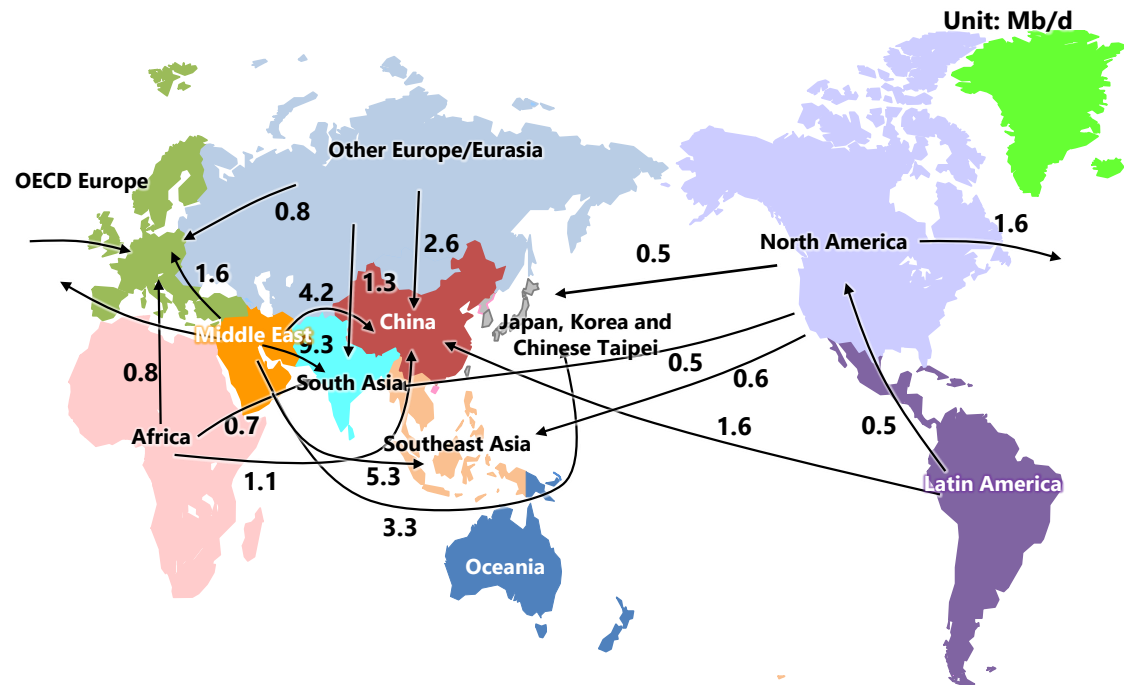 Unit: Mb/d
Other Europe/Eurasia
OECD Europe
0.8
1.6
2.6
North America
0.5
1.6
1.3
4.2
China
Japan, Korea and
Chinese Taipei
Middle East
9.3
0.5
0.8
South Asia
0.6
0.7
Africa
Southeast Asia
1.6
0.5
1.1
5.3
Latin America
3.3
Oceania